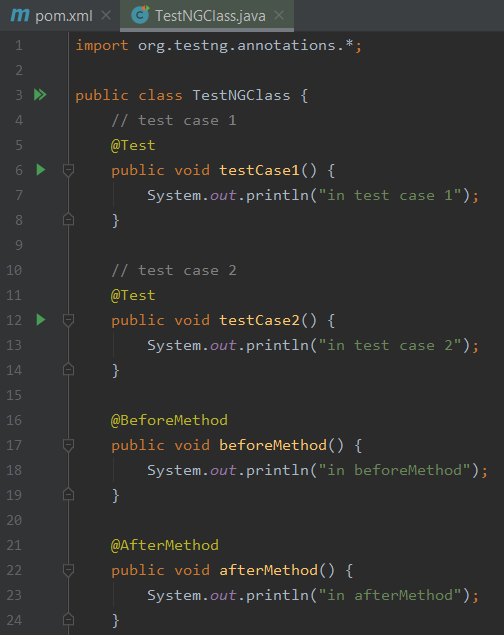 pom.xml TestNGClass.java
1 import org.testng.annotations.*;
2
3 public class TestNGClass {
4 // test case 1
5 @Test
6 public void testCase1() {
7 System.out.println("in test case 1");
8 }
9
10 // test case 2
11 @Test
12 public void testCase2() {
13 System.out.println("in test case 2");
14 }
15
16 @BeforeMethod
17 public void beforeMethod() {
18 System.out.println("in beforeMethod");
19 }
20
21 @AfterMethod
22 public void afterMethod() {
23 System.out.println("in afterMethod");
24 }